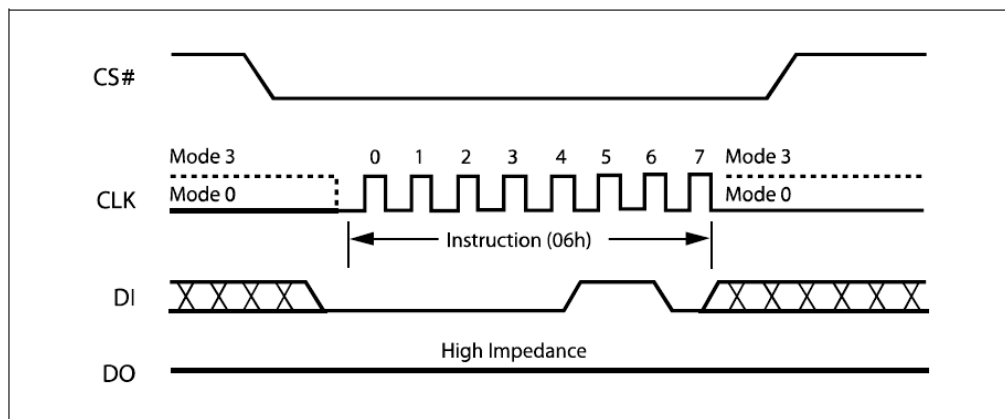 CS#
Mode 3 0 1 2 3 4 5 6 7 Mode 3
CLK Mode 0 Mode 0
Instruction (06h)
DI
High Impedance
DO